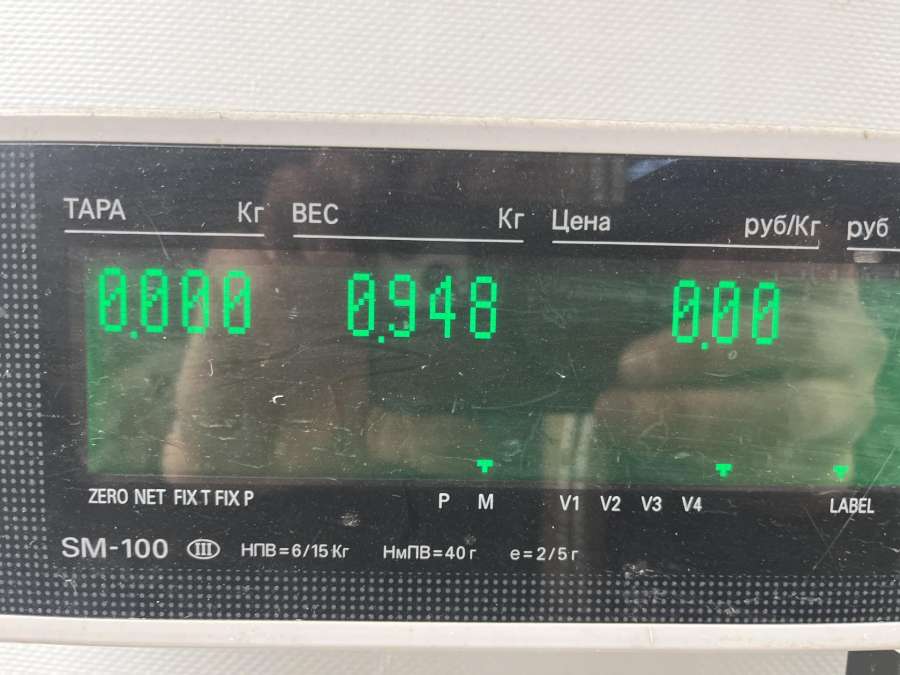 ТАРА Кг ВЕС Кг Цена руб/Кг руб
0.000 0.948 0.00
ZERO NET FIX T FIX P P M V1 V2 V3 V4 LABEL
SM-100 III НПВ=6/15 Кг НмПВ=40 г e=2/5 г